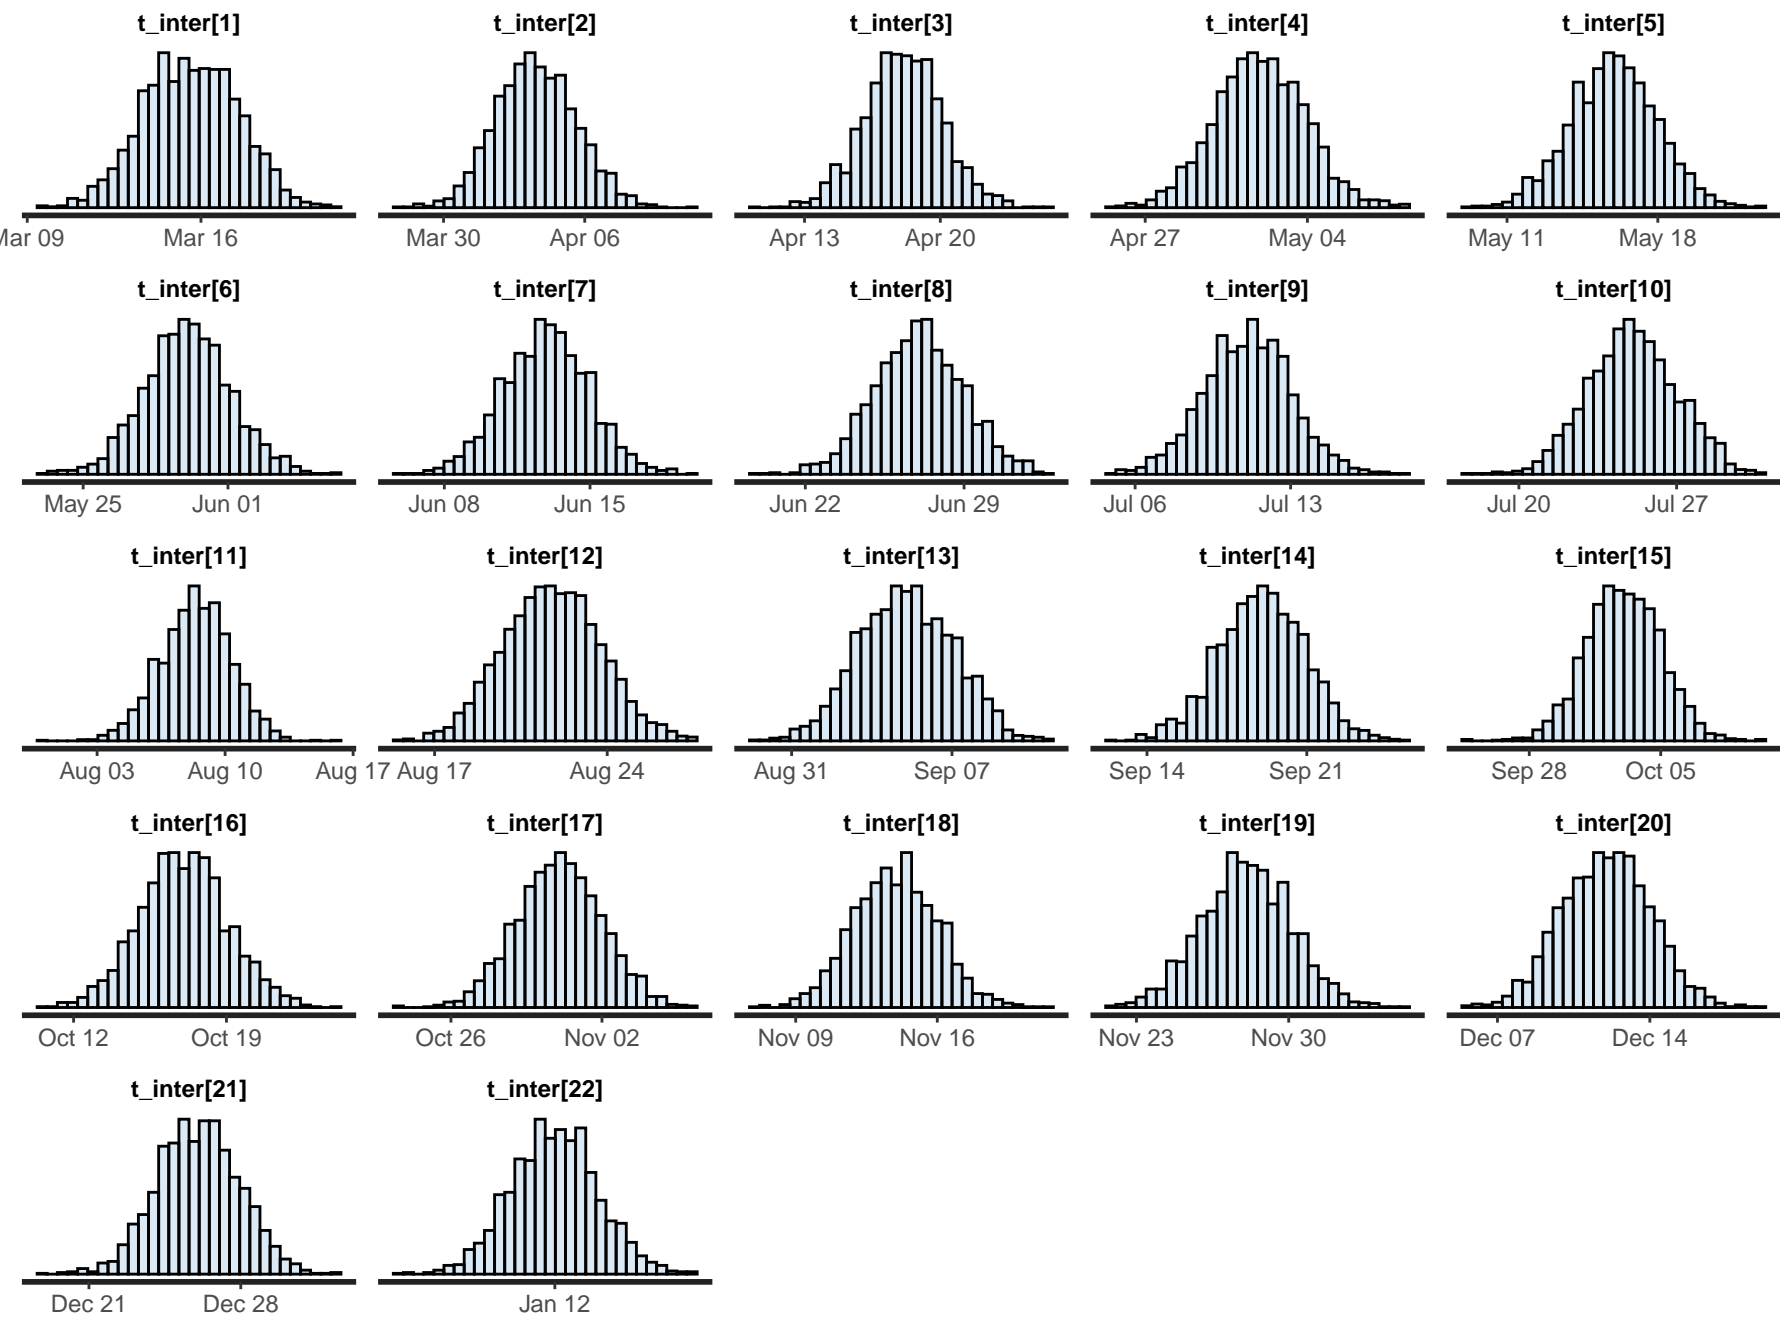 t_inter[1] t_inter[2] t_inter[3] t_inter[4] t_inter[5]
Mar 09 Mar 16 Mar 30 Apr 06 Apr 13 Apr 20 Apr 27 May 04 May 11 May 18
t_inter[6] t_inter[7] t_inter[8] t_inter[9] t_inter[10]
May 25 Jun 01 Jun 08 Jun 15 Jun 22 Jun 29 Jul 06 Jul 13 Jul 20 Jul 27
t_inter[11] t_inter[12] t_inter[13] t_inter[14] t_inter[15]
Aug 03 Aug 10 Aug 17 Aug 17 Aug 24 Aug 31 Sep 07 Sep 14 Sep 21 Sep 28 Oct 05
t_inter[16] t_inter[17] t_inter[18] t_inter[19] t_inter[20]
Oct 12 Oct 19 Oct 26 Nov 02 Nov 09 Nov 16 Nov 23 Nov 30 Dec 07 Dec 14
t_inter[21] t_inter[22]
Dec 21 Dec 28 Jan 12